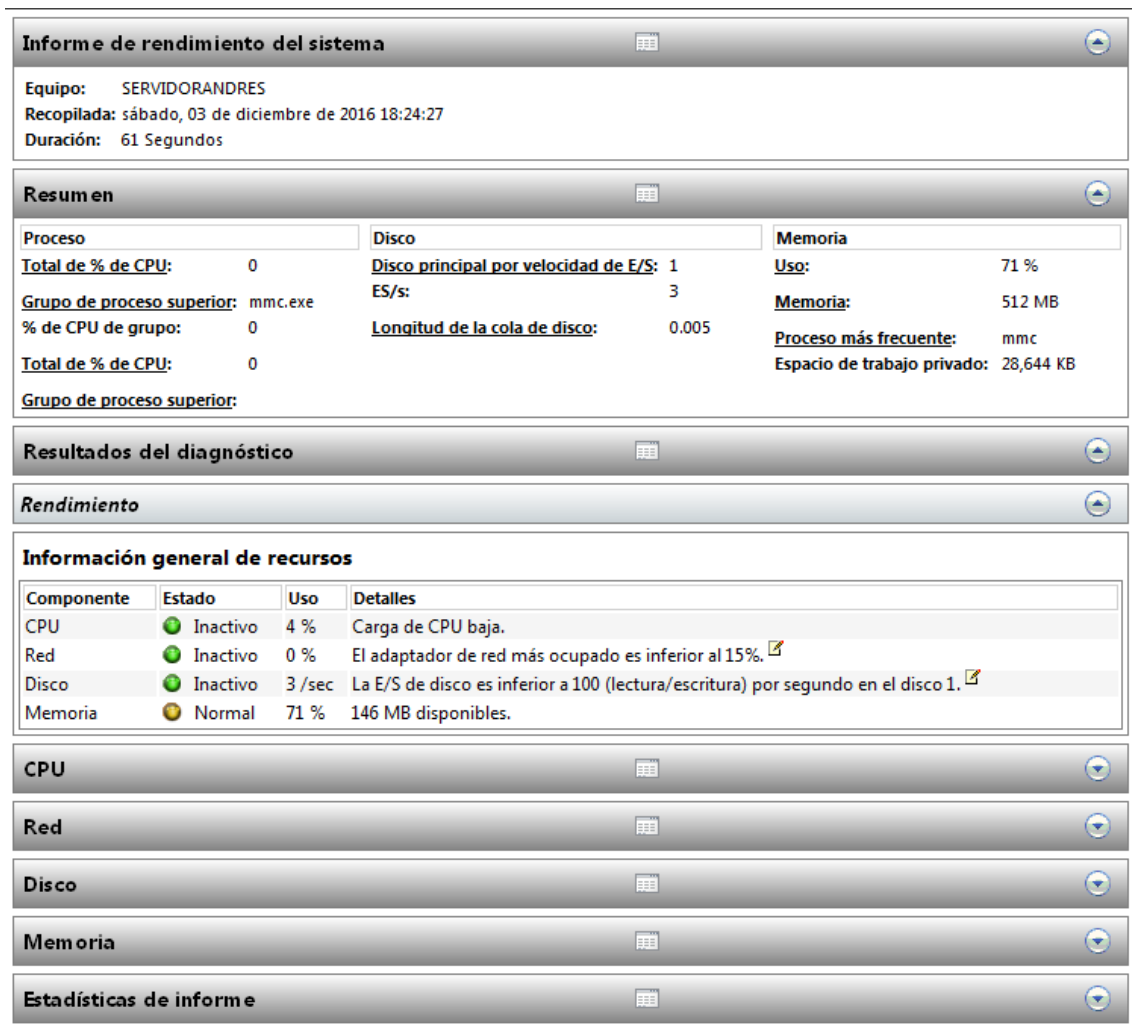 Informe de rendimiento del sistema
Equipo: SERVIDORANDRES
Recopilada: sábado, 03 de diciembre de 2016 18:24:27
Duración: 61 Segundos
Resumen
Proceso
Total de % de CPU: 0
Grupo de proceso superior: mmc.exe
% de CPU de grupo: 0
Total de % de CPU: 0
Grupo de proceso superior:
Disco
Disco principal por velocidad de E/S: 1
ES/s: 3
Longitud de la cola de disco: 0.005
Memoria
Uso: 71 %
Memoria: 512 MB
Proceso más frecuente: mmc
Espacio de trabajo privado: 28,644 KB
Resultados del diagnóstico
Rendimiento
Información general de recursos
Componente Estado Uso Detalles
CPU Inactivo 4 % Carga de CPU baja.
Red Inactivo 0 % El adaptador de red más ocupado es inferior al 15%.
Disco Inactivo 3 /sec La E/S de disco es inferior a 100 (lectura/escritura) por segundo en el disco 1.
Memoria Normal 71 % 146 MB disponibles.
CPU
Red
Disco
Memoria
Estadísticas de informe